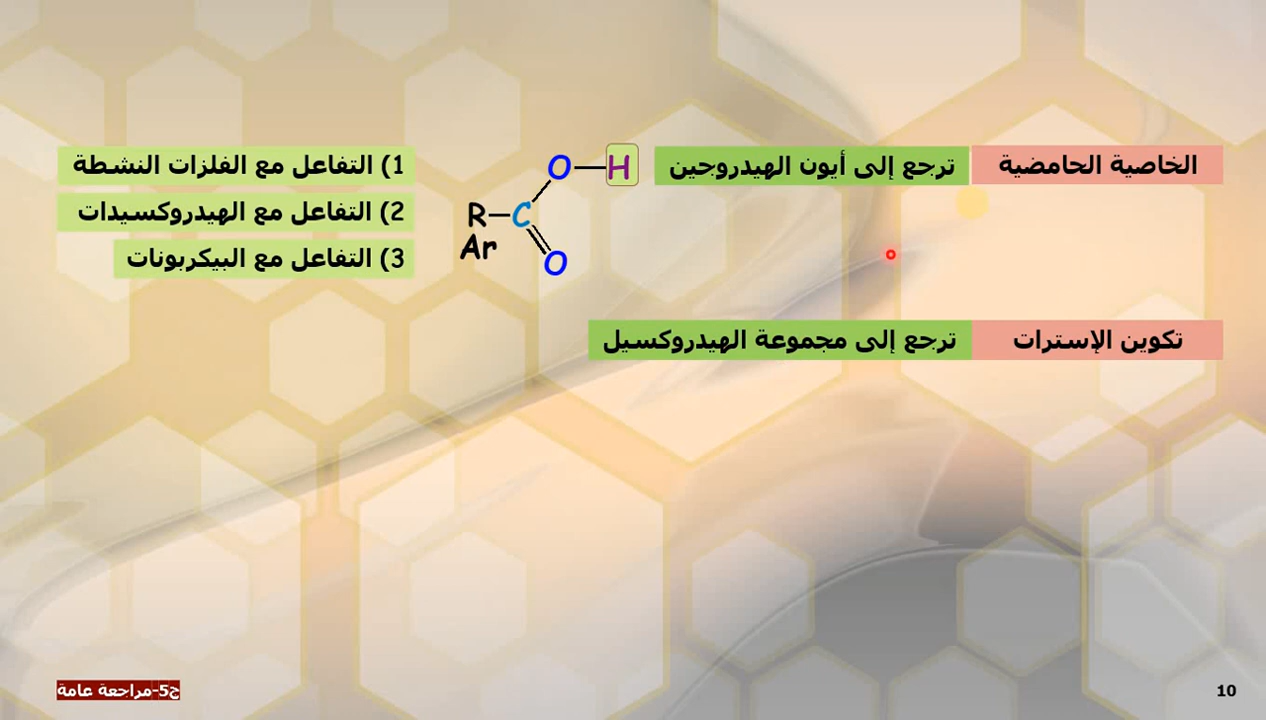 الخاصية الحامضية
ترجع إلى أيون الهيدروجين
O H
R C
Ar
O
1) التفاعل مع الفلزات النشطة
2) التفاعل مع الهيدروكسيدات
3) التفاعل مع البيكربونات
تكوين الإسترات
ترجع إلى مجموعة الهيدروكسيل
ج5-مراجعة عامة
10